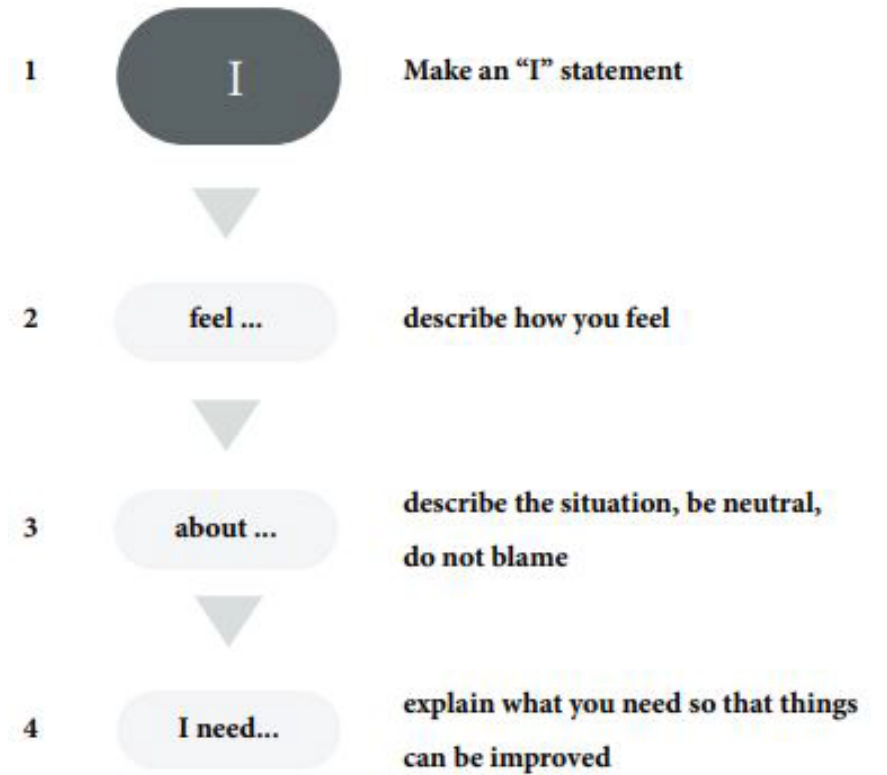 1 I Make an “I” statement
2 feel ... describe how you feel
3 about ... describe the situation, be neutral,
do not blame
4 I need... explain what you need so that things
can be improved